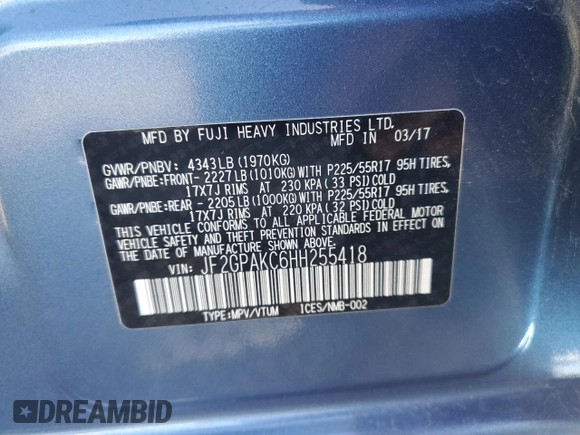 MFD BY FUJI HEAVY INDUSTRIES LTD.
MADE IN JAPAN 03/17
GVWR/PNBV: 4343LB(1970KG)
GAWR/PNBE:FRONT- 2227LB(1010KG)WITH P225/55R17 95H TIRES,
17X7J RIMS AT 230 KPA( 33 PSI)COLD
GAWR/PNBE:REAR - 2205LB(1000KG)WITH P225/55R17 95H TIRES,
17X7J RIMS AT 220 KPA( 32 PSI)COLD
THIS VEHICLE CONFORMS TO ALL APPLICABLE FEDERAL MOTOR
VEHICLE SAFETY AND THEFT PREVENTION STANDARDS IN EFFECT ON
THE DATE OF MANUFACTURE SHOWN ABOVE.
VIN: JF2GPAKC6HH255418
TYPE:MPV/VTUM ICES/NMB-002
DREAMBID